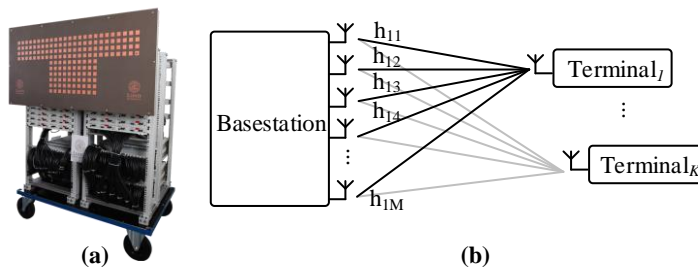 h₁₁
h₁₂
h₁₃
h₁₄
h₁M
Basestation
Terminal₁
Terminal_K
(a)
(b)